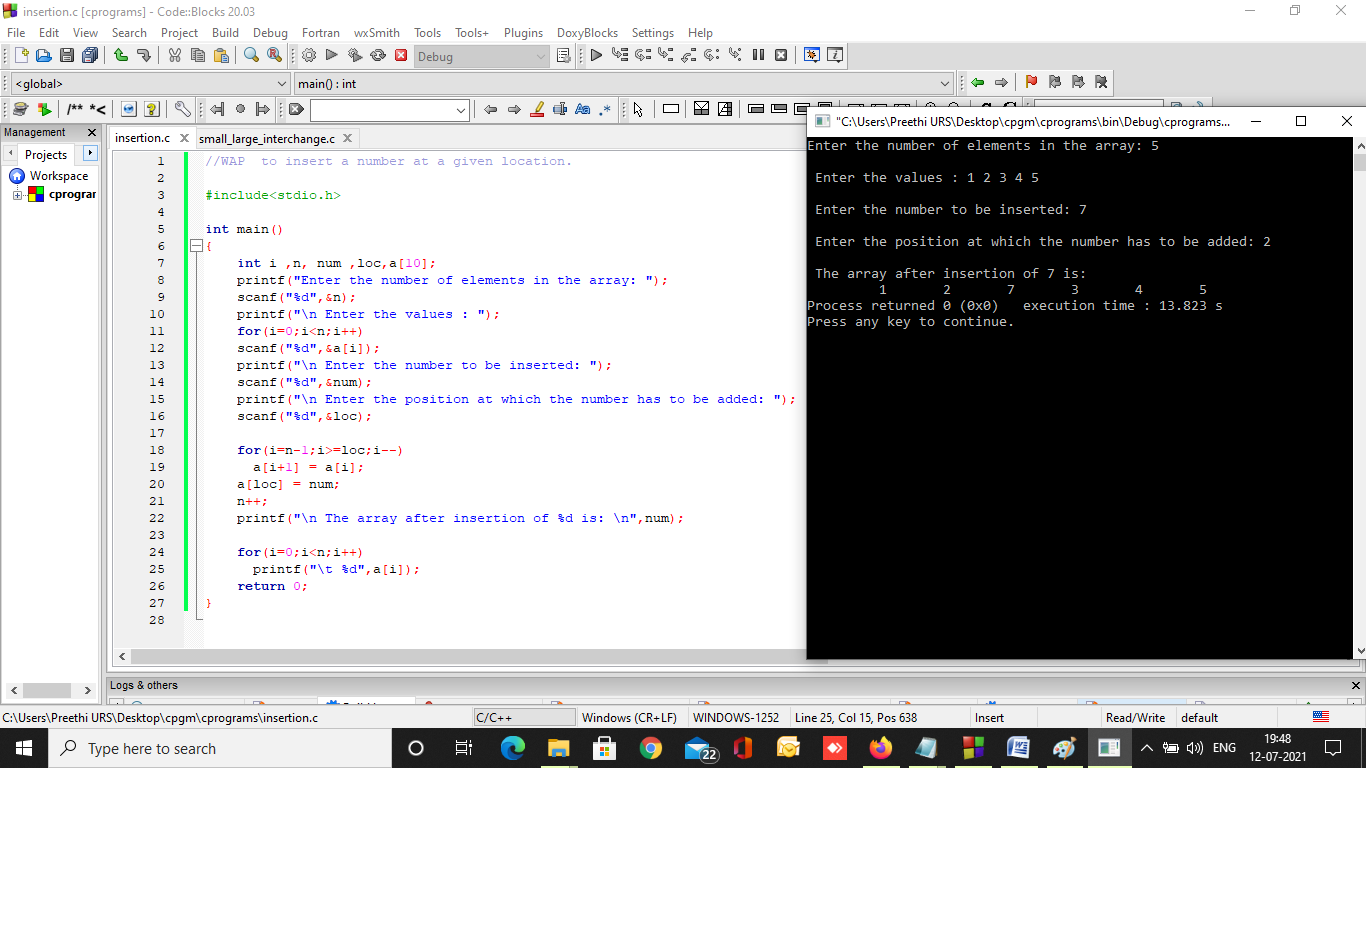 insertion.c [cprograms] - Code::Blocks 20.03
File Edit View Search Project Build Debug Fortran wxSmith Tools Tools+ Plugins DoxyBlocks Settings Help
Debug
<global>
main() : int
/** *<
Aa .*
Management
Projects
Workspace
cprogran
insertion.c
small_large_interchange.c
1 //WAP  to insert a number at a given location.
2
3 #include<stdio.h>
4
5 int main()
6 {
7     int i ,n, num ,loc,a[10];
8     printf("Enter the number of elements in the array: ");
9     scanf("%d",&n);
10     printf("\n Enter the values : ");
11     for(i=0;i<n;i++)
12     scanf("%d",&a[i]);
13     printf("\n Enter the number to be inserted: ");
14     scanf("%d",&num);
15     printf("\n Enter the position at which the number has to be added: ");
16     scanf("%d",&loc);
17
18     for(i=n-1;i>=loc;i--)
19       a[i+1] = a[i];
20     a[loc] = num;
21     n++;
22     printf("\n The array after insertion of %d is: \n",num);
23
24     for(i=0;i<n;i++)
25       printf("\t %d",a[i]);
26     return 0;
27 }
28
"C:\Users\Preethi URS\Desktop\cpgm\cprograms\bin\Debug\cprograms...
Enter the number of elements in the array: 5
Enter the values : 1 2 3 4 5
Enter the number to be inserted: 7
Enter the position at which the number has to be added: 2
The array after insertion of 7 is:
1 2 7 3 4 5
Process returned 0 (0x0)   execution time : 13.823 s
Press any key to continue.
Logs & others
C:\Users\Preethi URS\Desktop\cpgm\cprograms\insertion.c
C/C++
Windows (CR+LF)
WINDOWS-1252
Line 25, Col 15, Pos 638
Insert
Read/Write
default
Type here to search
22
ENG
19:48
12-07-2021